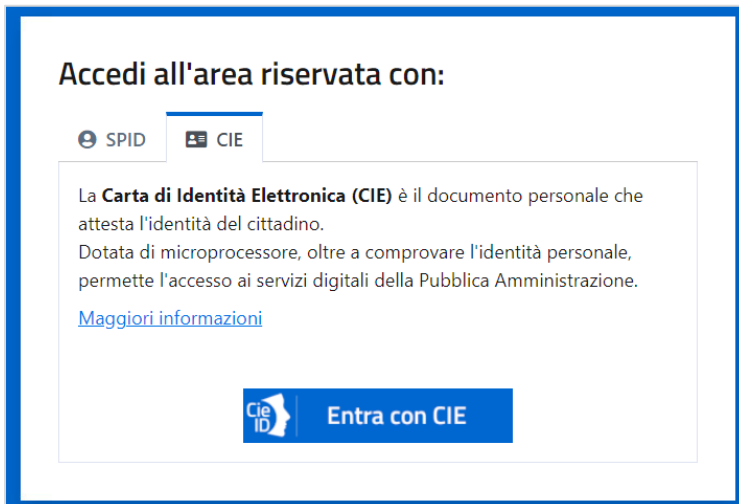 Accedi all'area riservata con:
SPID CIE
La Carta di Identità Elettronica (CIE) è il documento personale che
attesta l'identità del cittadino.
Dotata di microprocessore, oltre a comprovare l'identità personale,
permette l'accesso ai servizi digitali della Pubblica Amministrazione.
Maggiori informazioni
Cie
ID
Entra con CIE